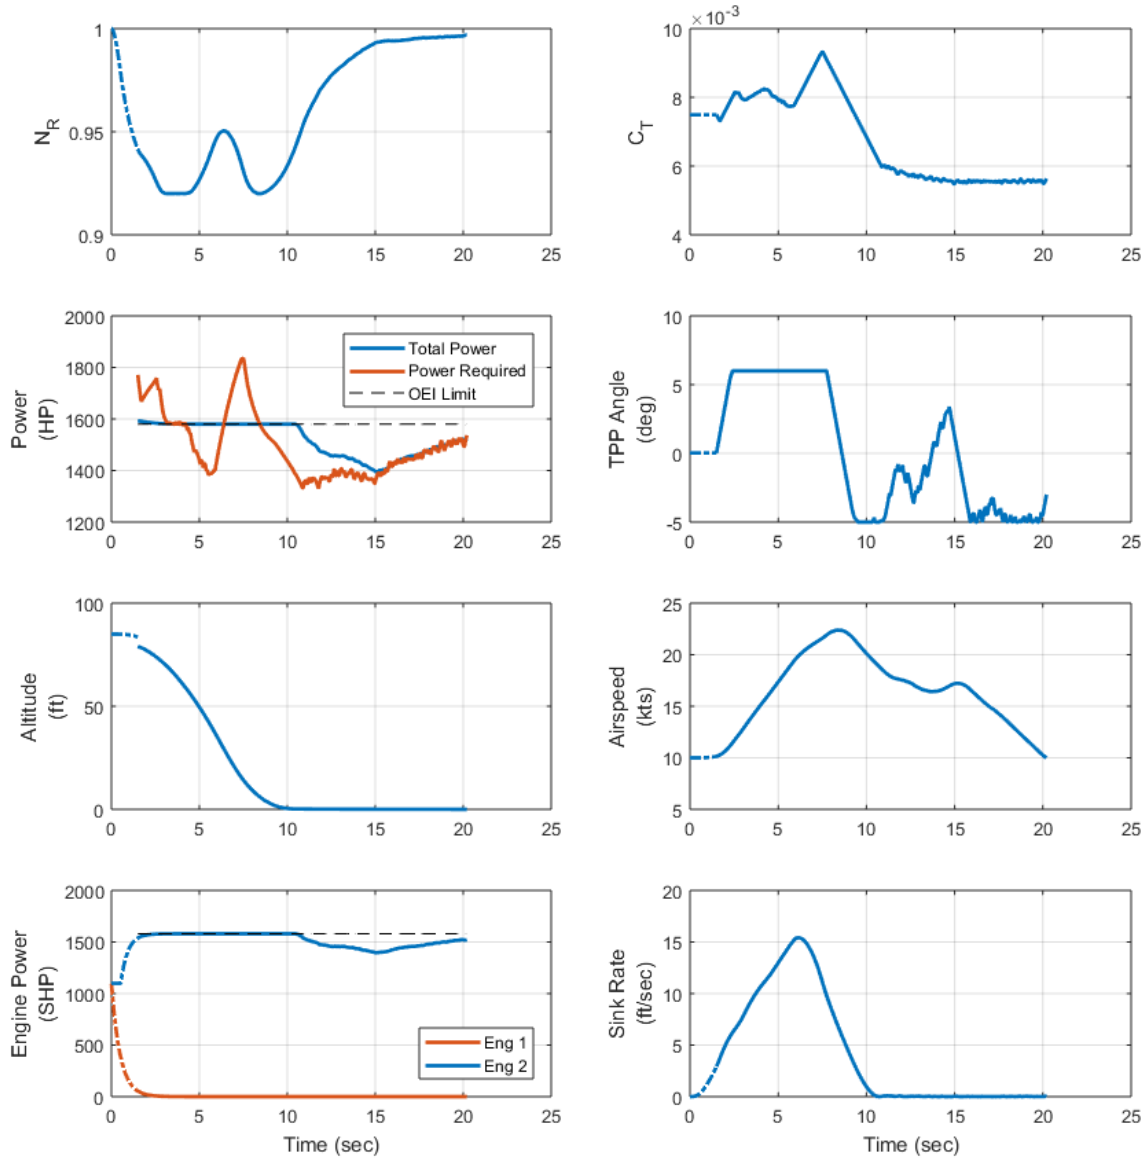 1
0.95
0.9
0 5 10 15 20 25
N_R
×10⁻³
10
8
6
4
0 5 10 15 20 25
C_T
2000
1800
1600
1400
1200
0 5 10 15 20 25
Power
(HP)
Total Power
Power Required
OEI Limit
10
5
0
-5
0 5 10 15 20 25
TPP Angle
(deg)
100
50
0
0 5 10 15 20 25
Altitude
(ft)
25
20
15
10
5
0 5 10 15 20 25
Airspeed
(kts)
2000
1500
1000
500
0
0 5 10 15 20 25
Engine Power
(SHP)
Eng 1
Eng 2
Time (sec)
20
15
10
5
0
0 5 10 15 20 25
Sink Rate
(ft/sec)
Time (sec)